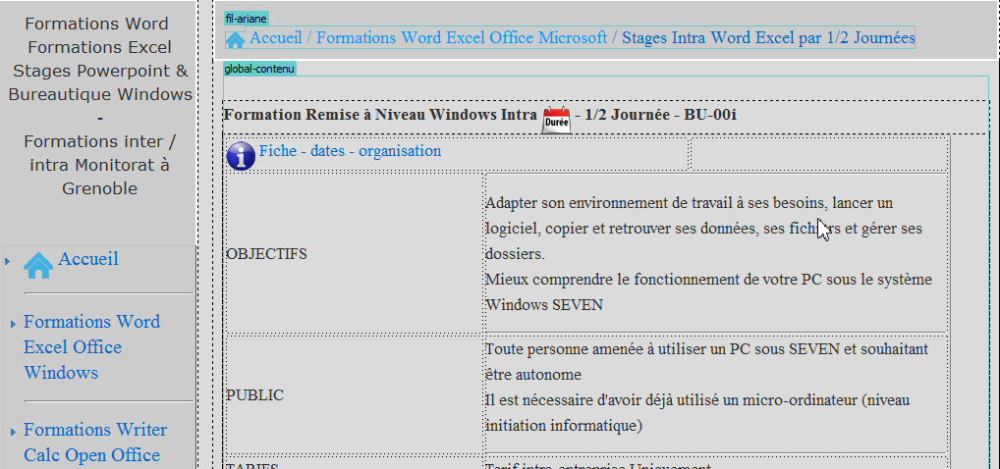 Formations Word
Formations Excel
Stages Powerpoint &
Bureautique Windows
-
Formations inter /
intra Monitorat à
Grenoble
Accueil
Formations Word
Excel Office
Windows
Formations Writer
Calc Open Office
fil-ariane
Accueil / Formations Word Excel Office Microsoft / Stages Intra Word Excel par 1/2 Journées
global-contenu
Formation Remise à Niveau Windows Intra Durée - 1/2 Journée - BU-00i
i Fiche - dates - organisation
OBJECTIFS
Adapter son environnement de travail à ses besoins, lancer un
logiciel, copier et retrouver ses données, ses fichiers et gérer ses
dossiers.
Mieux comprendre le fonctionnement de votre PC sous le système
Windows SEVEN
PUBLIC
Toute personne amenée à utiliser un PC sous SEVEN et souhaitant
être autonome
Il est nécessaire d'avoir déjà utilisé un micro-ordinateur (niveau
initiation informatique)
TARIFS
Tarif intra-entreprise Uniquement